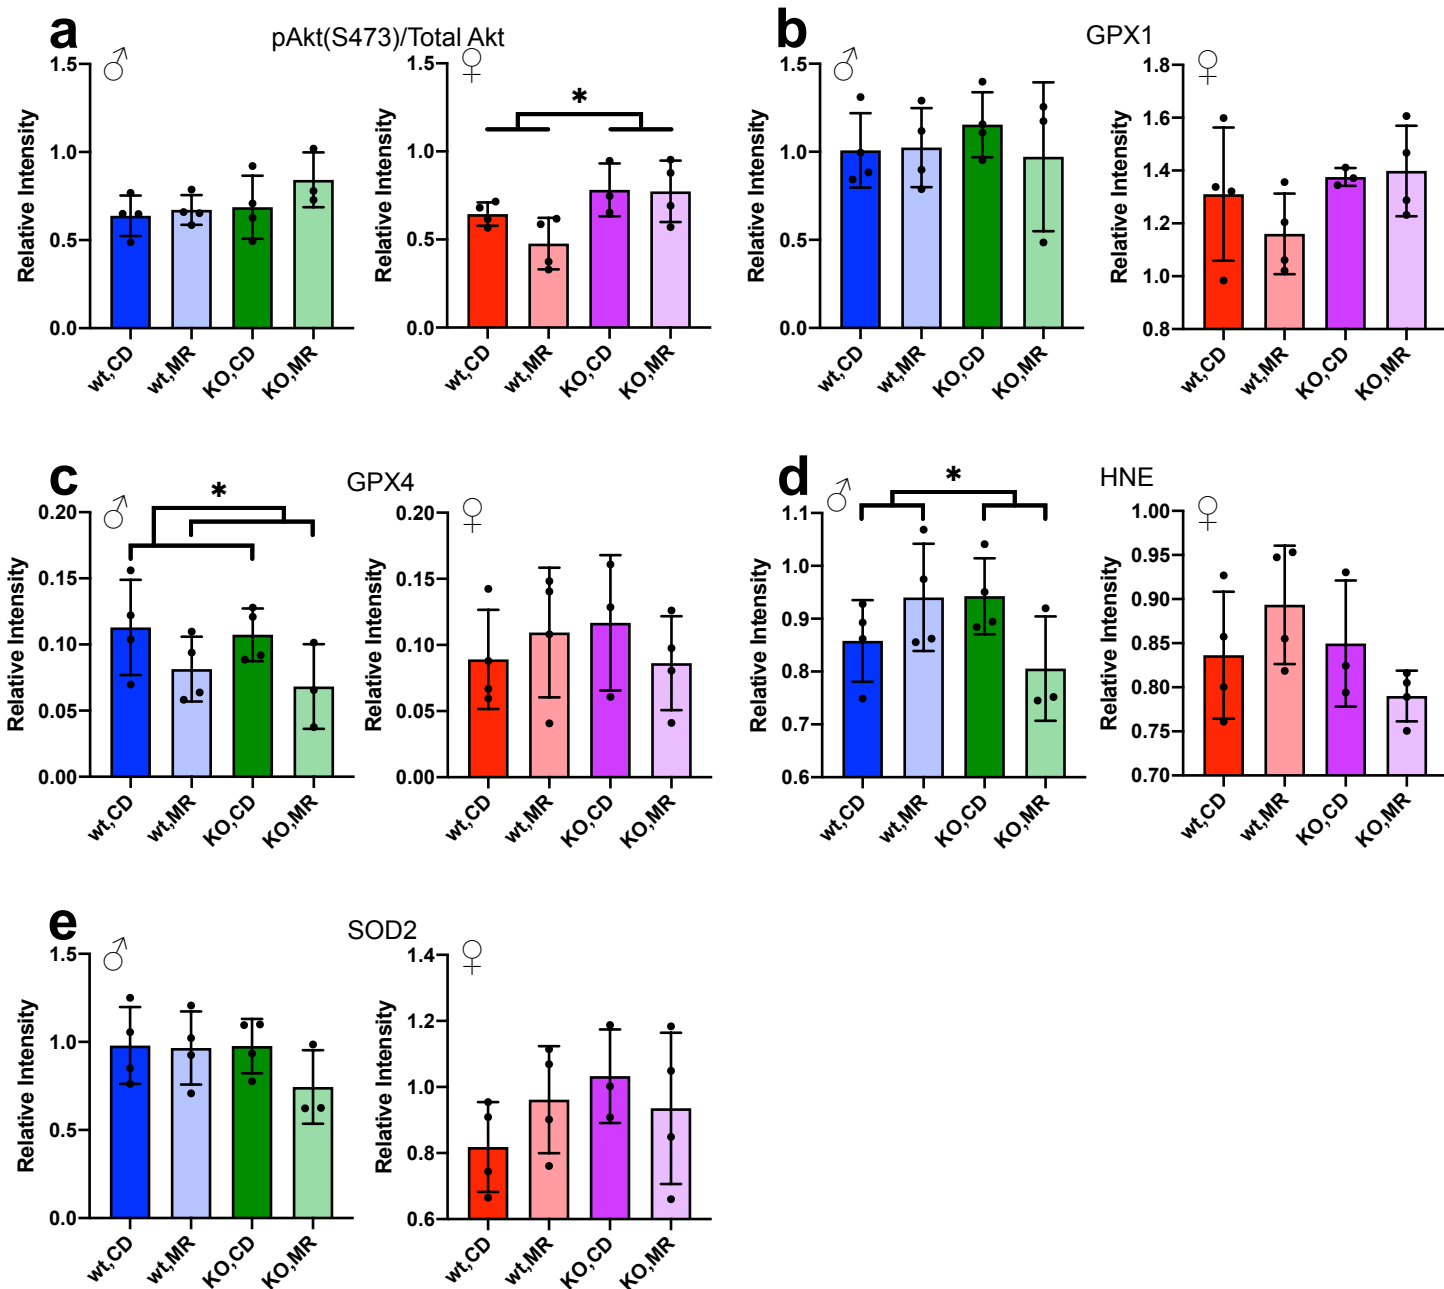 a
pAkt(S473)/Total Akt
♂
Relative Intensity
1.5
1.0
0.5
0.0
wt,CD
wt,MR
KO,CD
KO,MR
♀
*
Relative Intensity
1.5
1.0
0.5
0.0
wt,CD
wt,MR
KO,CD
KO,MR
b
GPX1
♂
Relative Intensity
1.5
1.0
0.5
0.0
wt,CD
wt,MR
KO,CD
KO,MR
♀
Relative Intensity
1.8
1.6
1.4
1.2
1.0
0.8
wt,CD
wt,MR
KO,CD
KO,MR
c
GPX4
♂
*
Relative Intensity
0.20
0.15
0.10
0.05
0.00
wt,CD
wt,MR
KO,CD
KO,MR
♀
Relative Intensity
0.20
0.15
0.10
0.05
0.00
wt,CD
wt,MR
KO,CD
KO,MR
d
HNE
♂
*
Relative Intensity
1.1
1.0
0.9
0.8
0.7
0.6
wt,CD
wt,MR
KO,CD
KO,MR
♀
Relative Intensity
1.00
0.95
0.90
0.85
0.80
0.75
0.70
wt,CD
wt,MR
KO,CD
KO,MR
e
SOD2
♂
Relative Intensity
1.5
1.0
0.5
0.0
wt,CD
wt,MR
KO,CD
KO,MR
♀
Relative Intensity
1.4
1.2
1.0
0.8
0.6
wt,CD
wt,MR
KO,CD
KO,MR